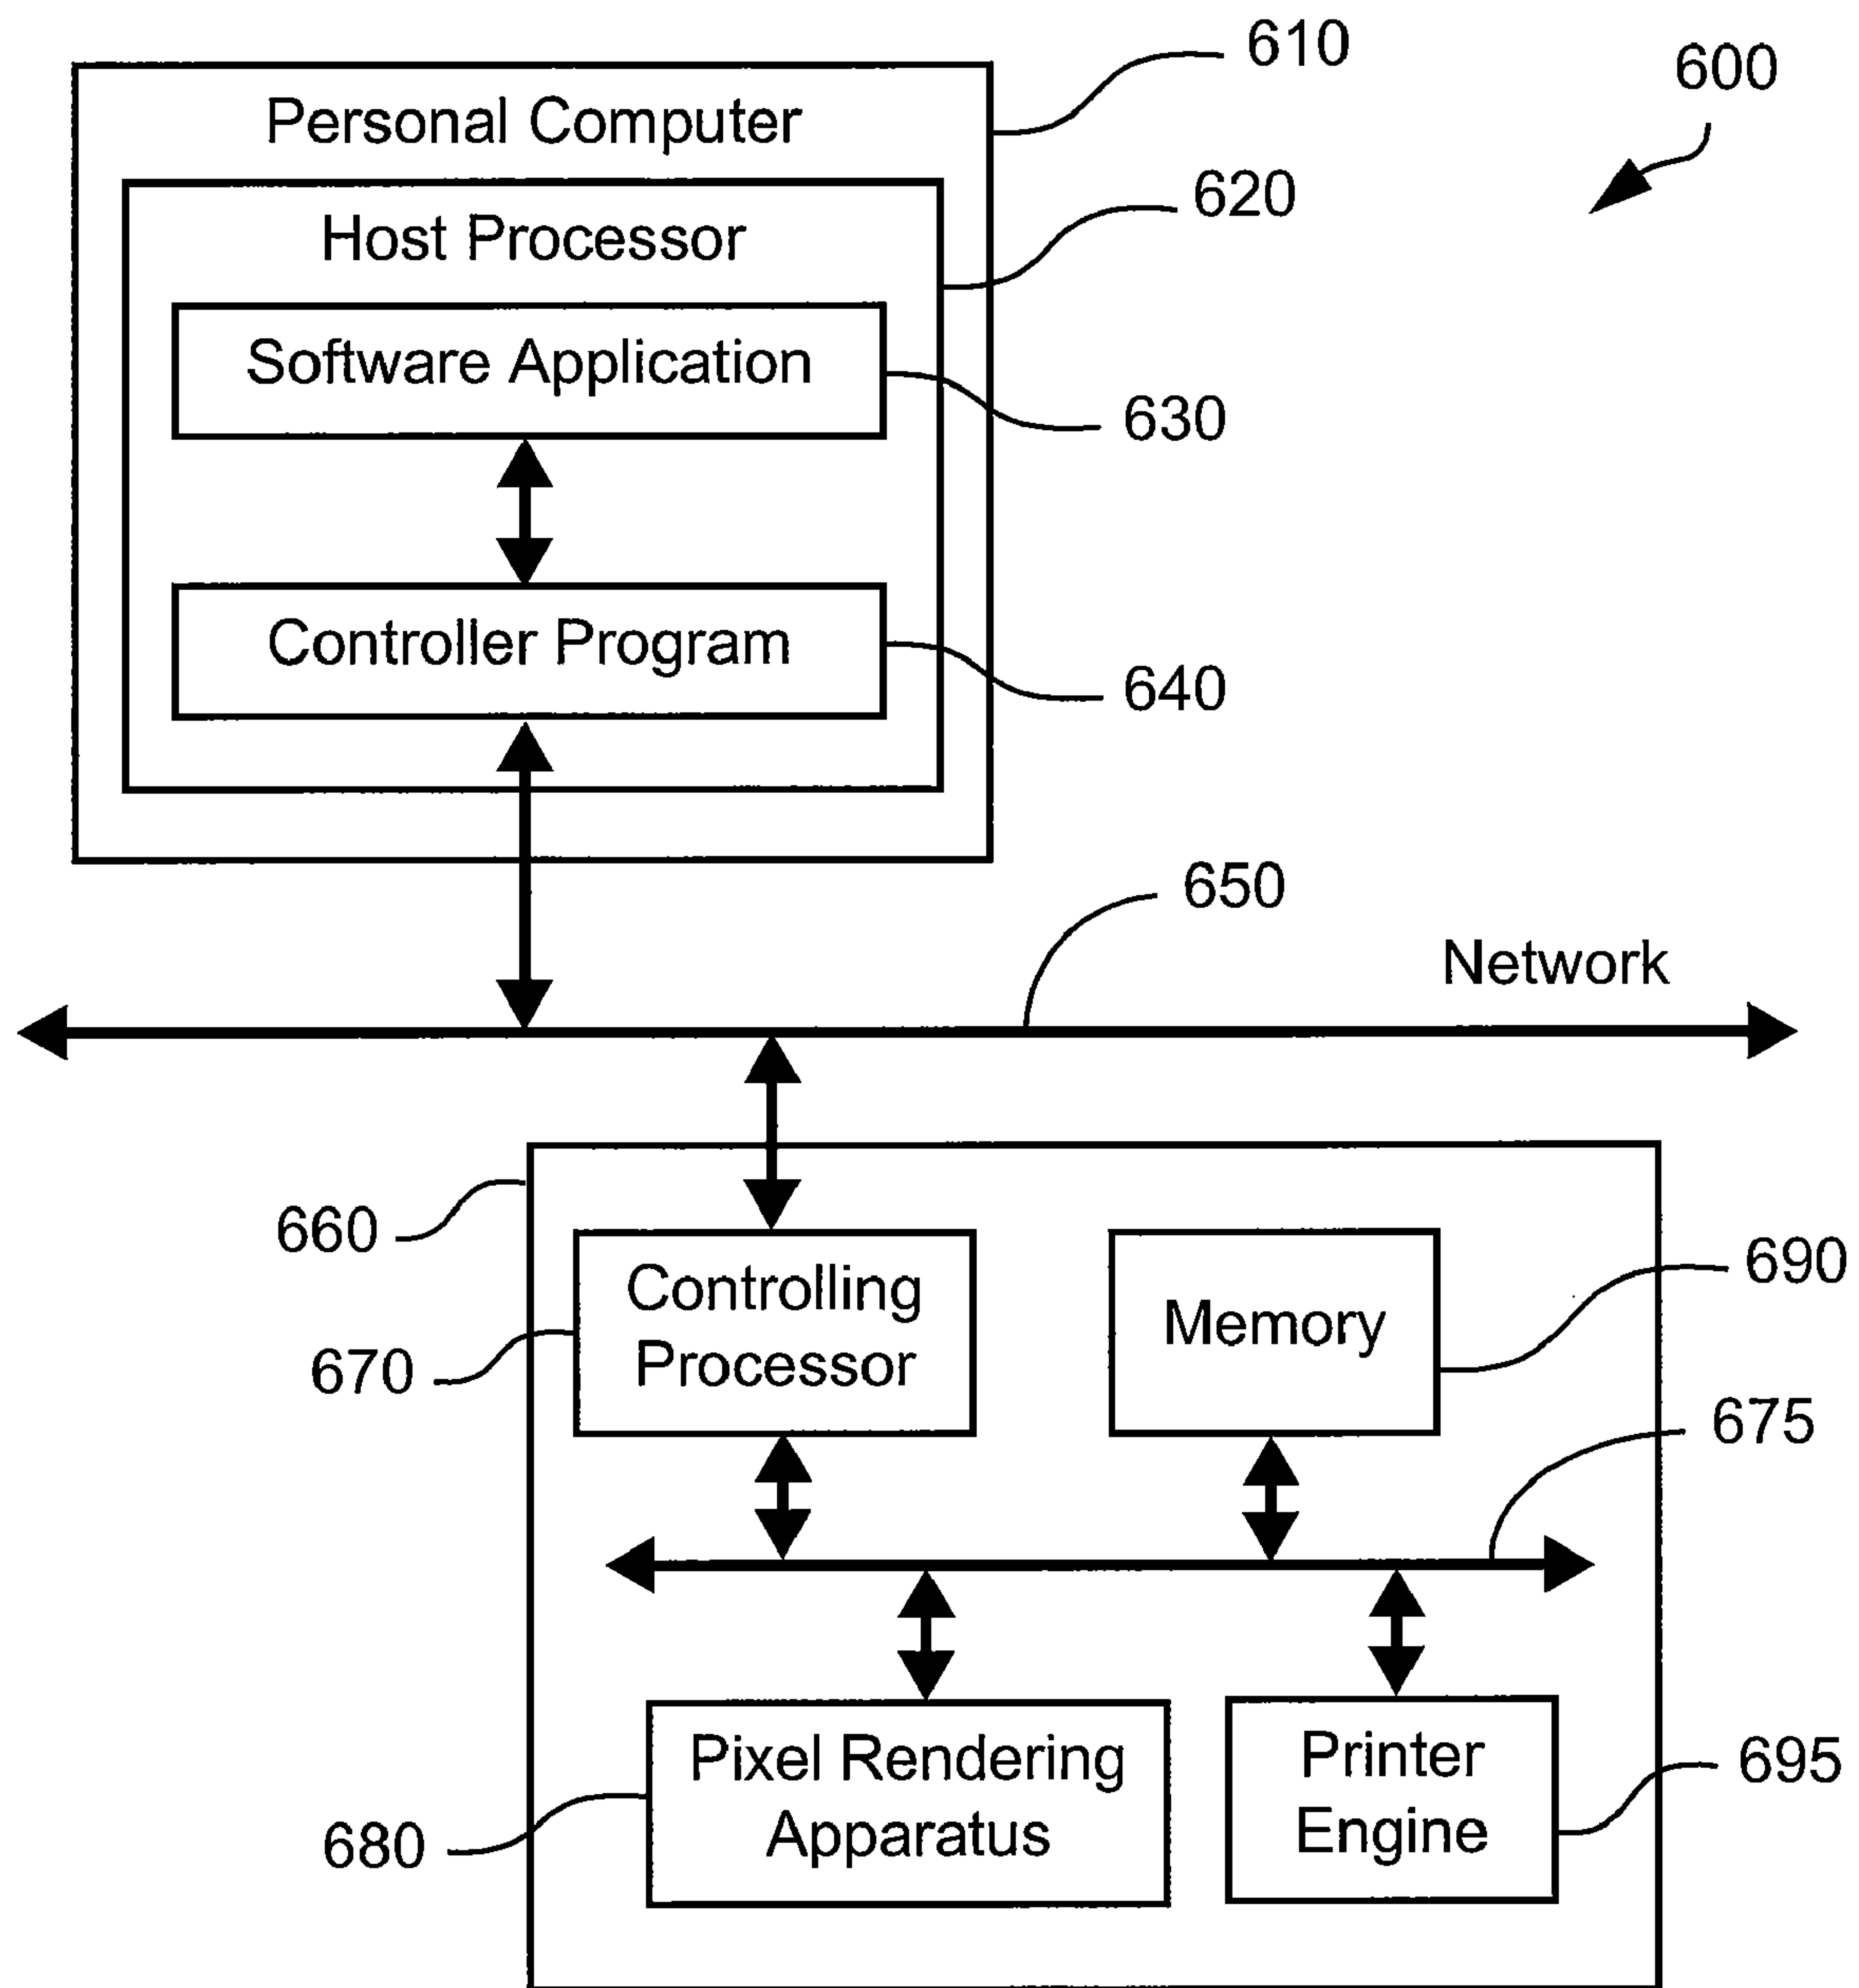 610
600
Personal Computer
620
Host Processor
Software Application
630
Controller Program
640
650
Network
660
Controlling
Processor
670
Memory
690
675
Pixel Rendering
Apparatus
680
Printer
Engine
695